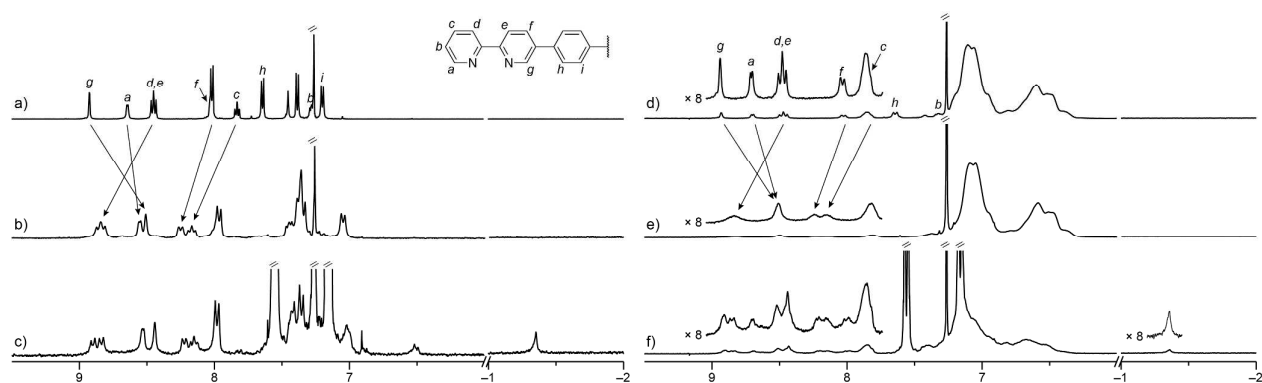 c d e f
b
N N
a g h i
g a d,e f c h b i
a)
b)
c)
9 8 7 –1 –2
g a d,e f c
× 8
h b
d)
× 8
e)
× 8
× 8
f)
9 8 7 –1 –2